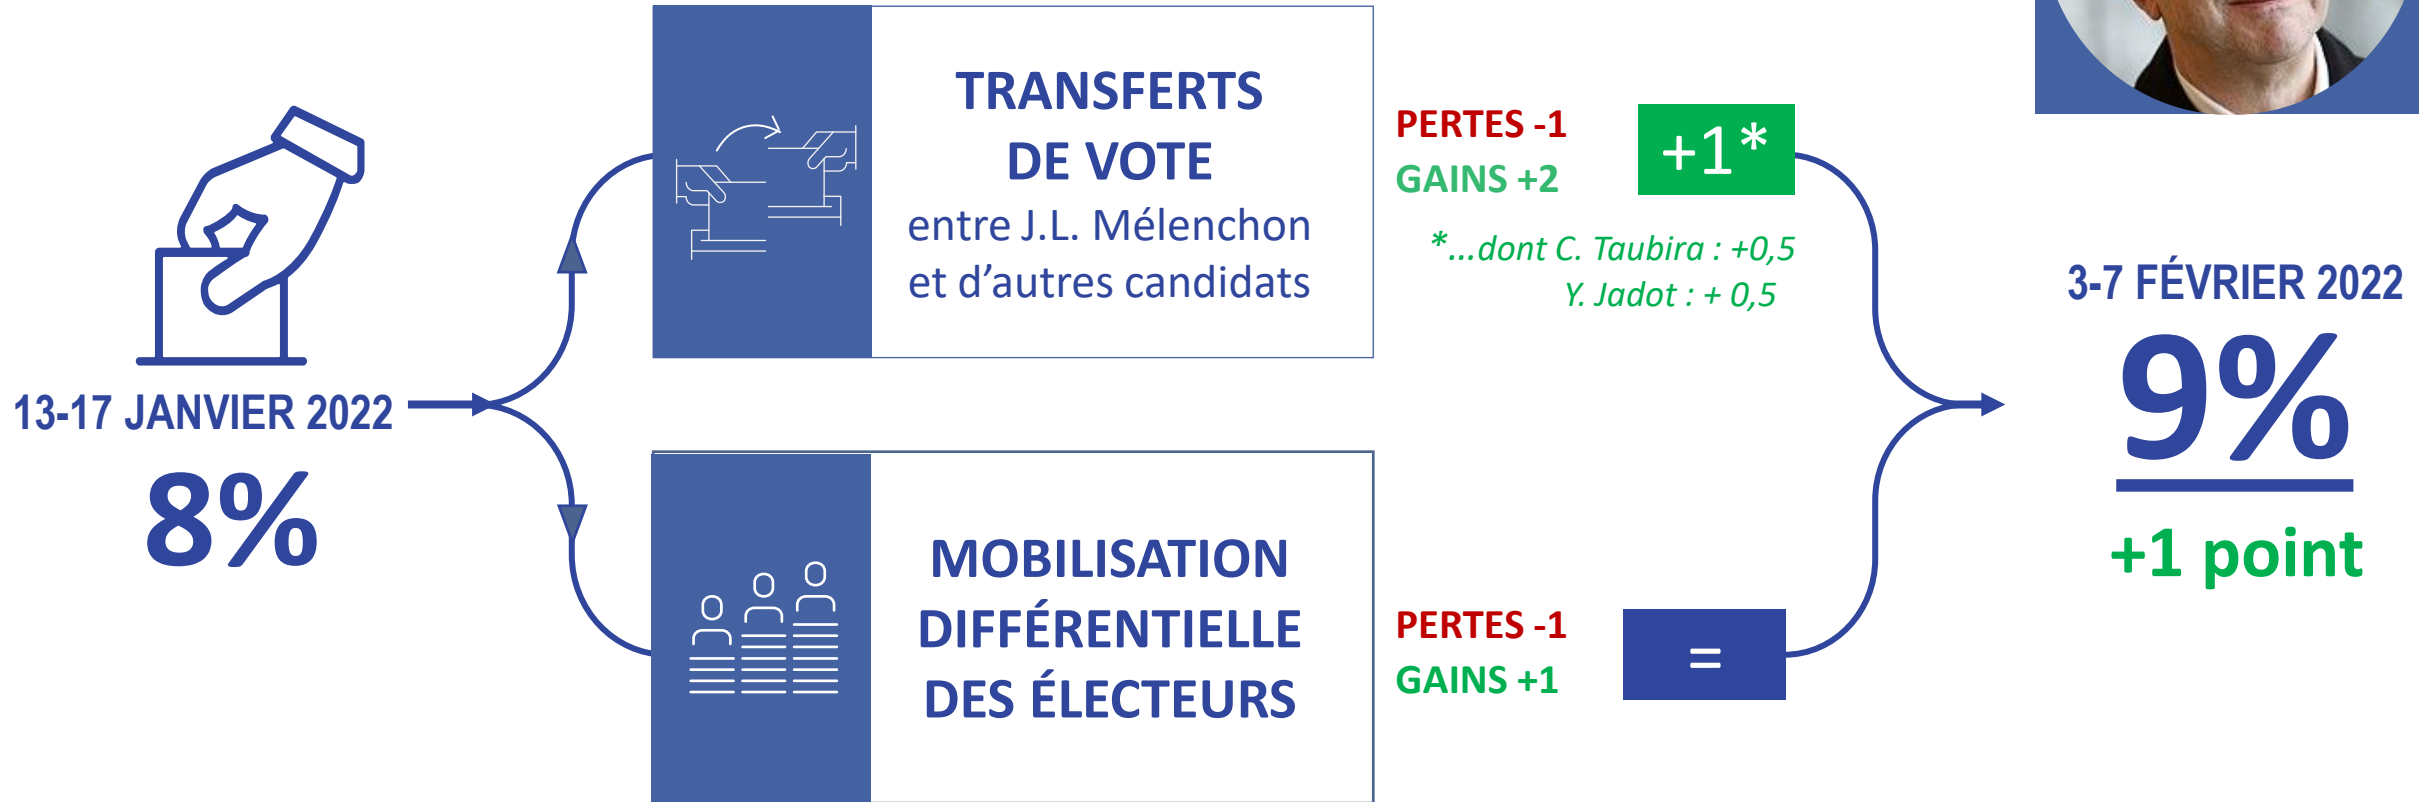 13-17 JANVIER 2022
8%
TRANSFERTS
DE VOTE
entre J.L. Mélenchon
et d’autres candidats
PERTES -1
GAINS +2
+1*
*...dont C. Taubira : +0,5
Y. Jadot : + 0,5
MOBILISATION
DIFFÉRENTIELLE
DES ÉLECTEURS
PERTES -1
GAINS +1
=
3-7 FÉVRIER 2022
9%
+1 point